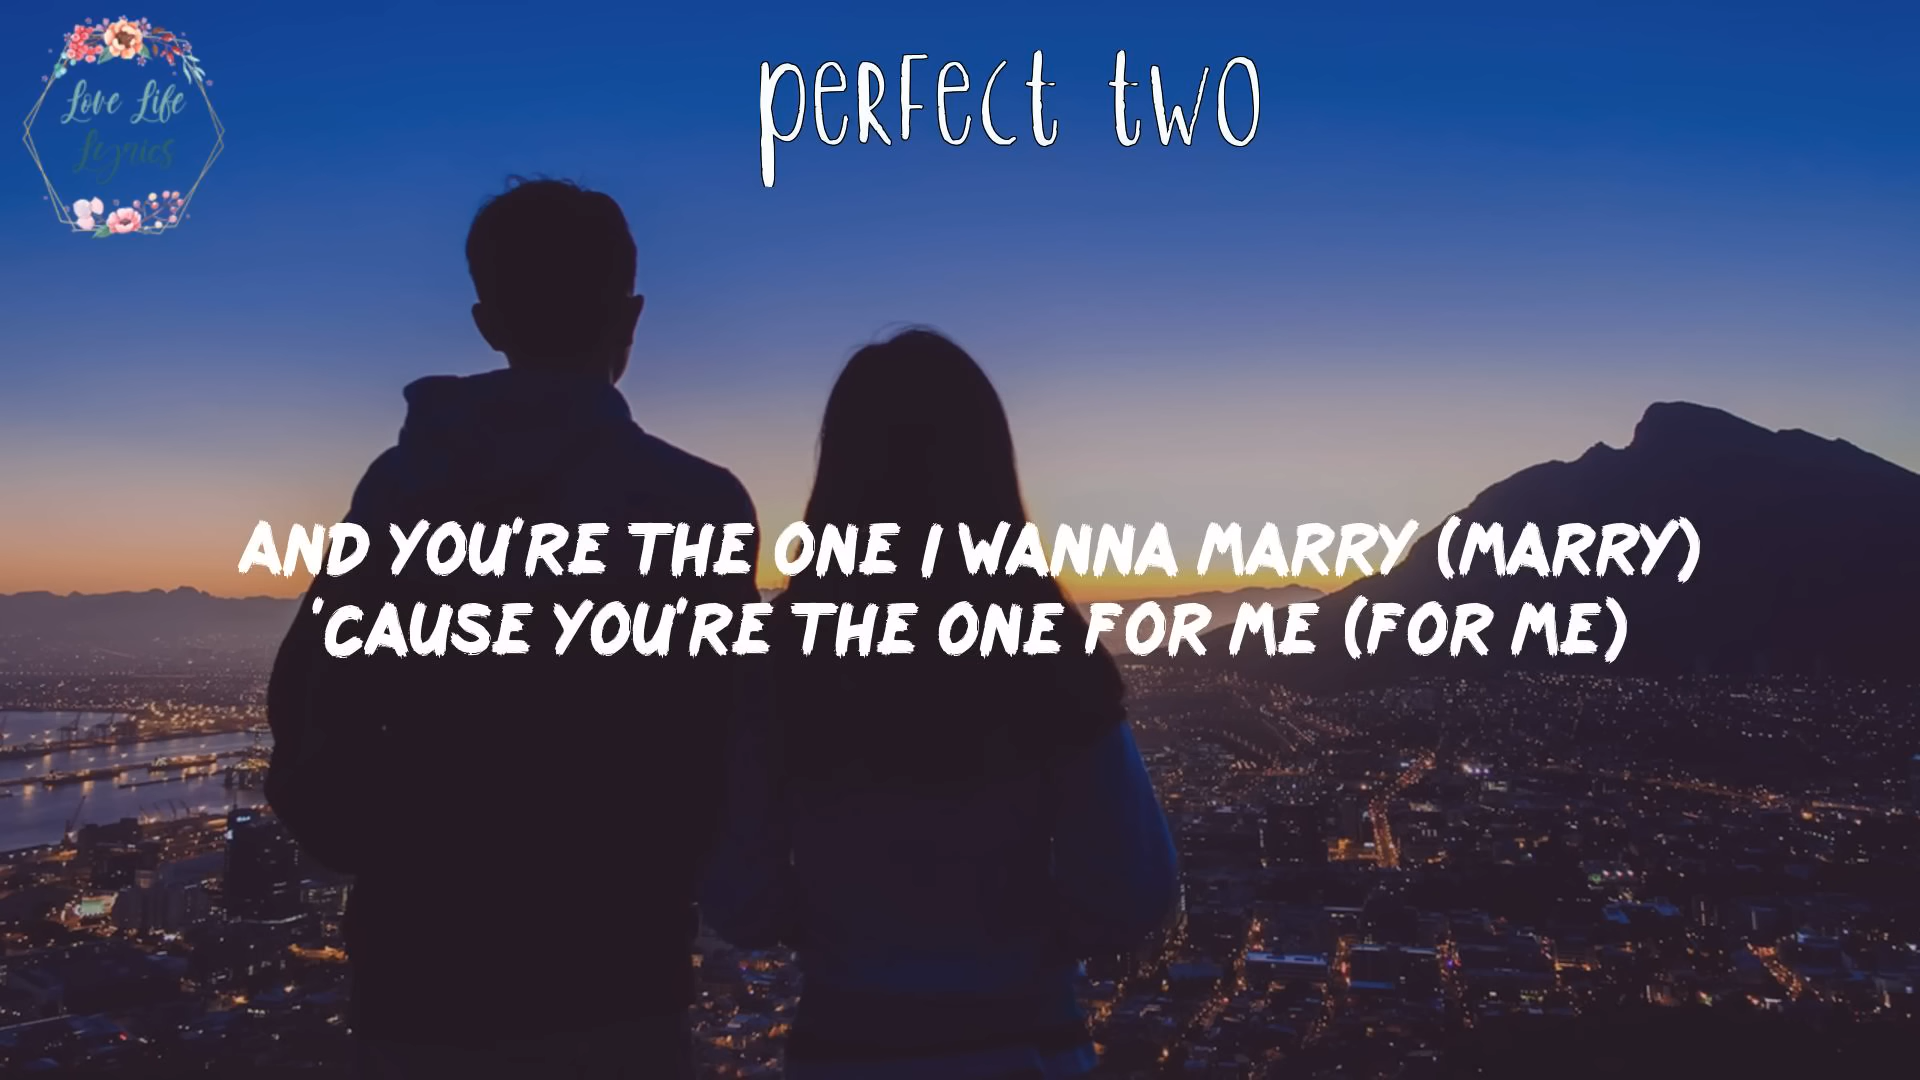 Love Life
Lyrics
perfect two
AND YOU'RE THE ONE I WANNA MARRY (MARRY)
'CAUSE YOU'RE THE ONE FOR ME (FOR ME)